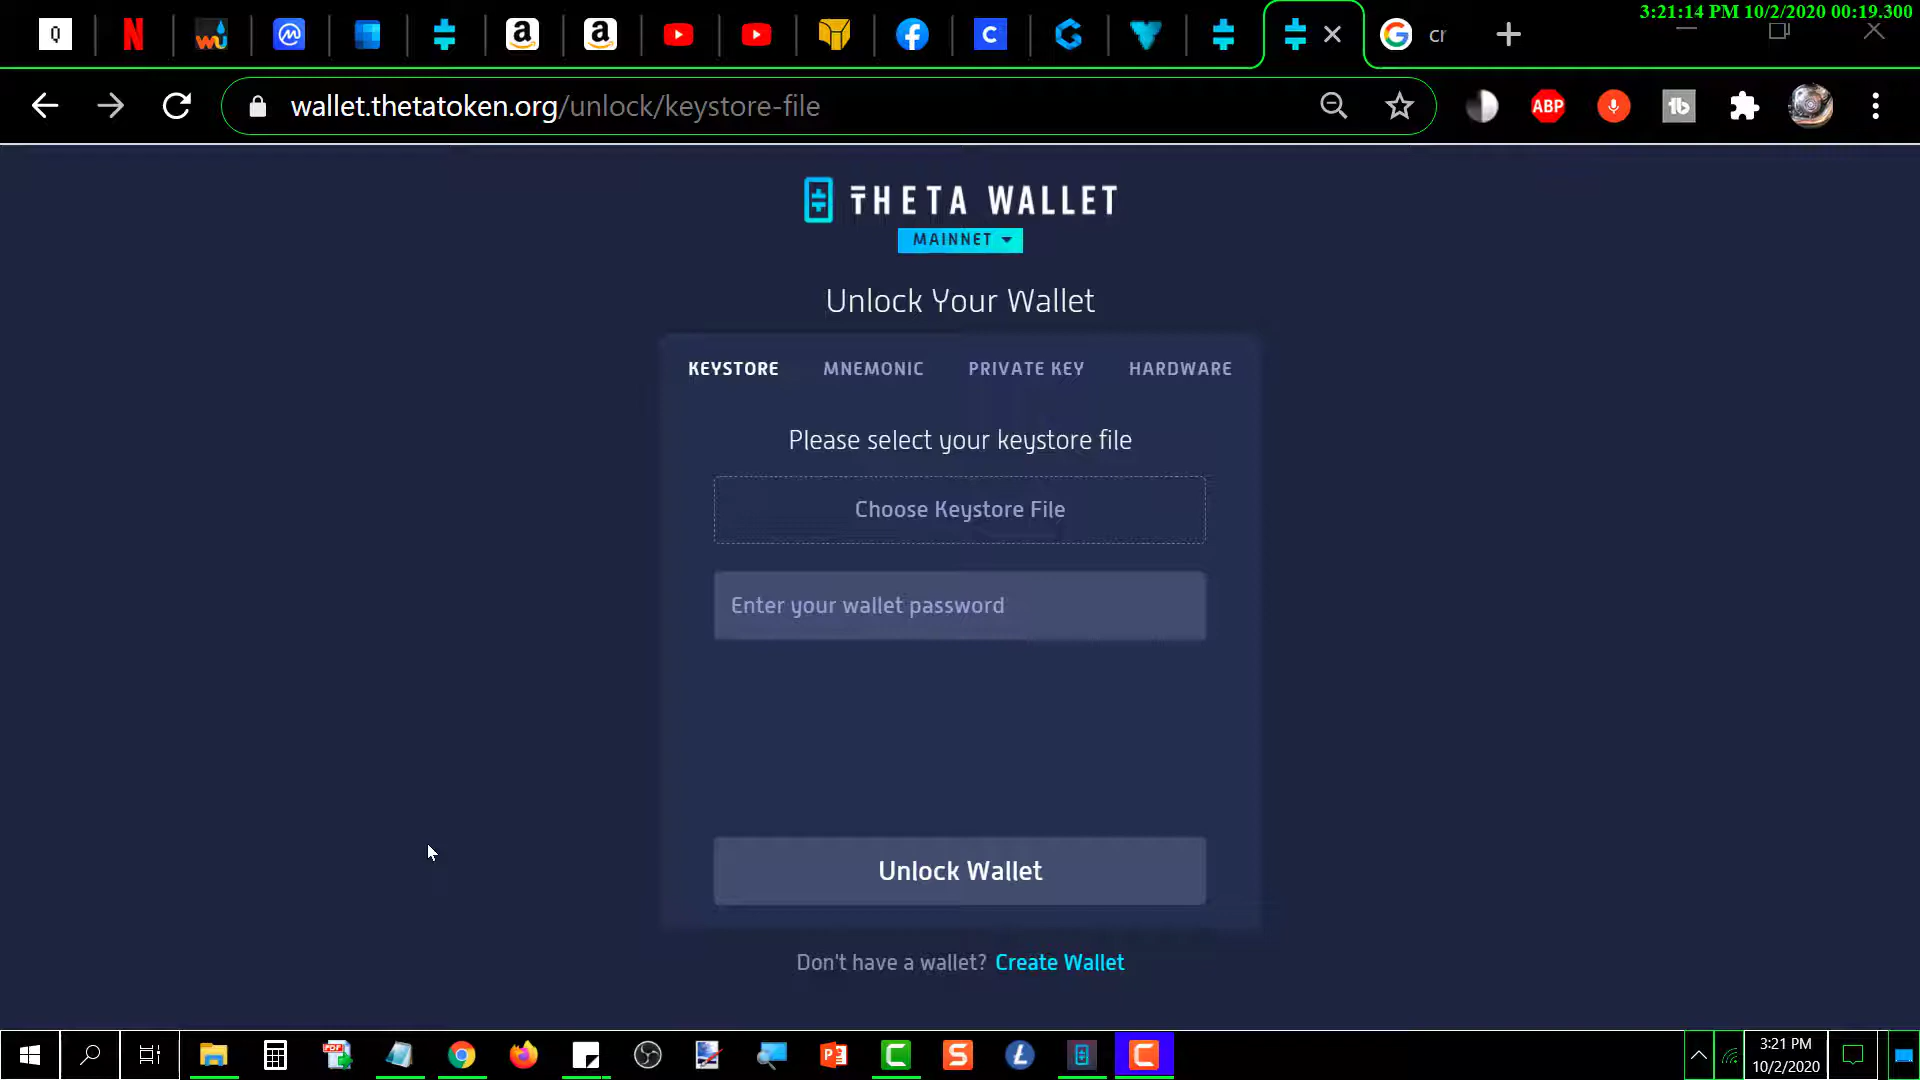 3:21:14 PM 10/2/2020 00:19.300
cr
wallet.thetatoken.org/unlock/keystore-file
ABP
THETA WALLET
MAINNET
Unlock Your Wallet
KEYSTORE MNEMONIC PRIVATE KEY HARDWARE
Please select your keystore file
Choose Keystore File
Enter your wallet password
Unlock Wallet
Don't have a wallet? Create Wallet
3:21 PM
10/2/2020